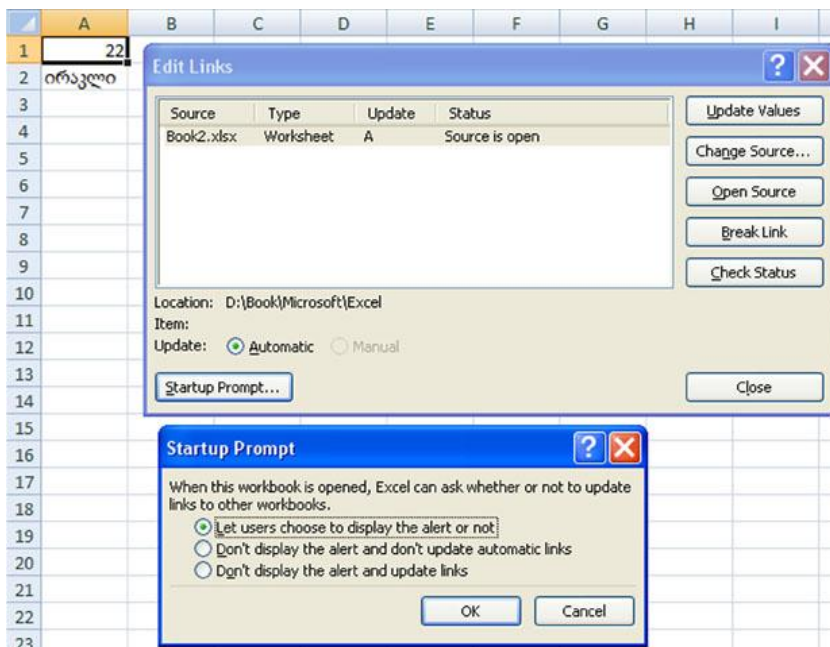 A B C D E F G H I
1 22
2 ირაკლი
3
4
5
6
7
8
9
10
11
12
13
14
15
16
17
18
19
20
21
22
23
Edit Links
Source Type Update Status
Book2.xlsx Worksheet A Source is open
Update Values
Change Source...
Open Source
Break Link
Check Status
Location: D:\Book\Microsoft\Excel
Item:
Update: Automatic Manual
Startup Prompt... Close
Startup Prompt
When this workbook is opened, Excel can ask whether or not to update
links to other workbooks.
Let users choose to display the alert or not
Don't display the alert and don't update automatic links
Don't display the alert and update links
OK Cancel